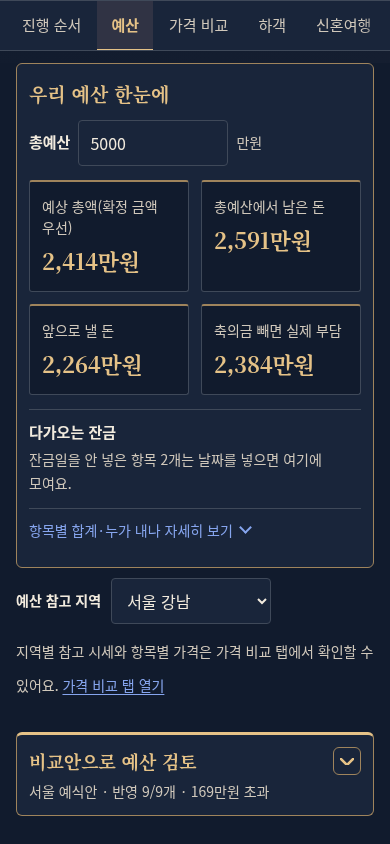 진행 순서 예산 가격 비교 하객 신혼여행
우리 예산 한눈에
총예산 5000 만원
예상 총액(확정 금액
우선)
2,414만원
총예산에서 남은 돈
2,591만원
앞으로 낼 돈
2,264만원
축의금 빼면 실제 부담
2,384만원
다가오는 잔금
잔금일을 안 넣은 항목 2개는 날짜를 넣으면 여기에
모여요.
항목별 합계·누가 내나 자세히 보기
예산 참고 지역 서울 강남
지역별 참고 시세와 항목별 가격은 가격 비교 탭에서 확인할 수
있어요. 가격 비교 탭 열기
비교안으로 예산 검토
서울 예식안 · 반영 9/9개 · 169만원 초과